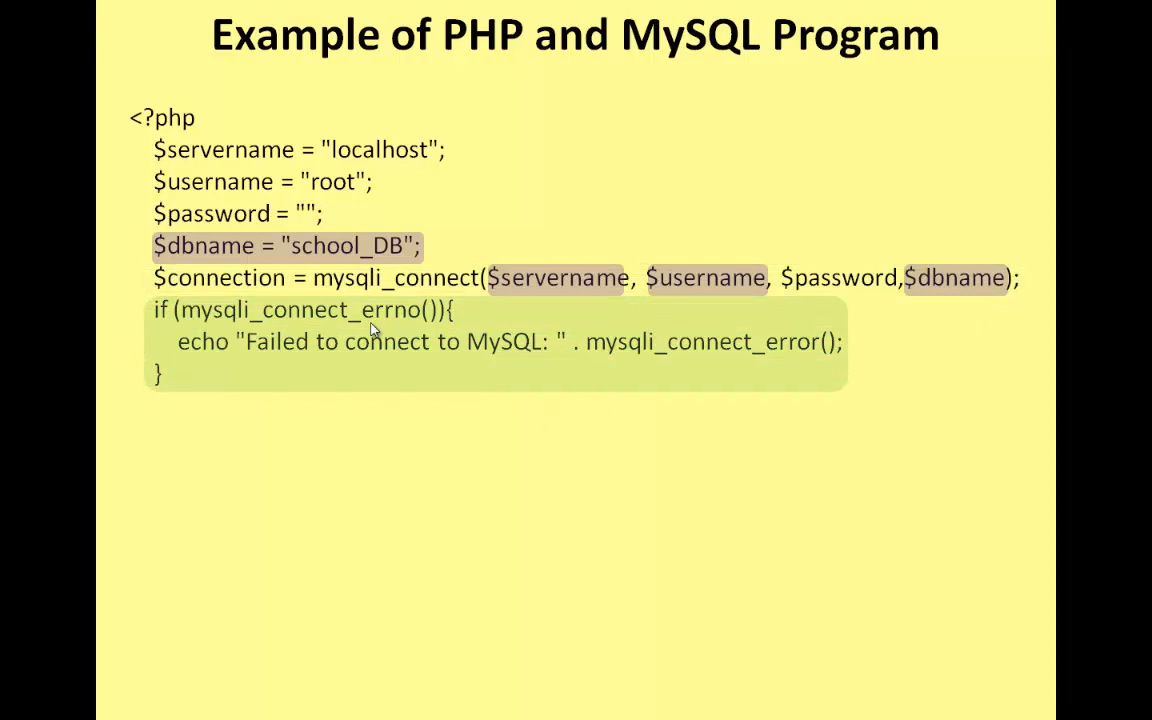 Example of PHP and MySQL Program
<?php
$servername = "localhost";
$username = "root";
$password = "";
$dbname = "school_DB";
$connection = mysqli_connect($servername, $username, $password,$dbname);
if (mysqli_connect_errno()){
echo "Failed to connect to MySQL: " . mysqli_connect_error();
}